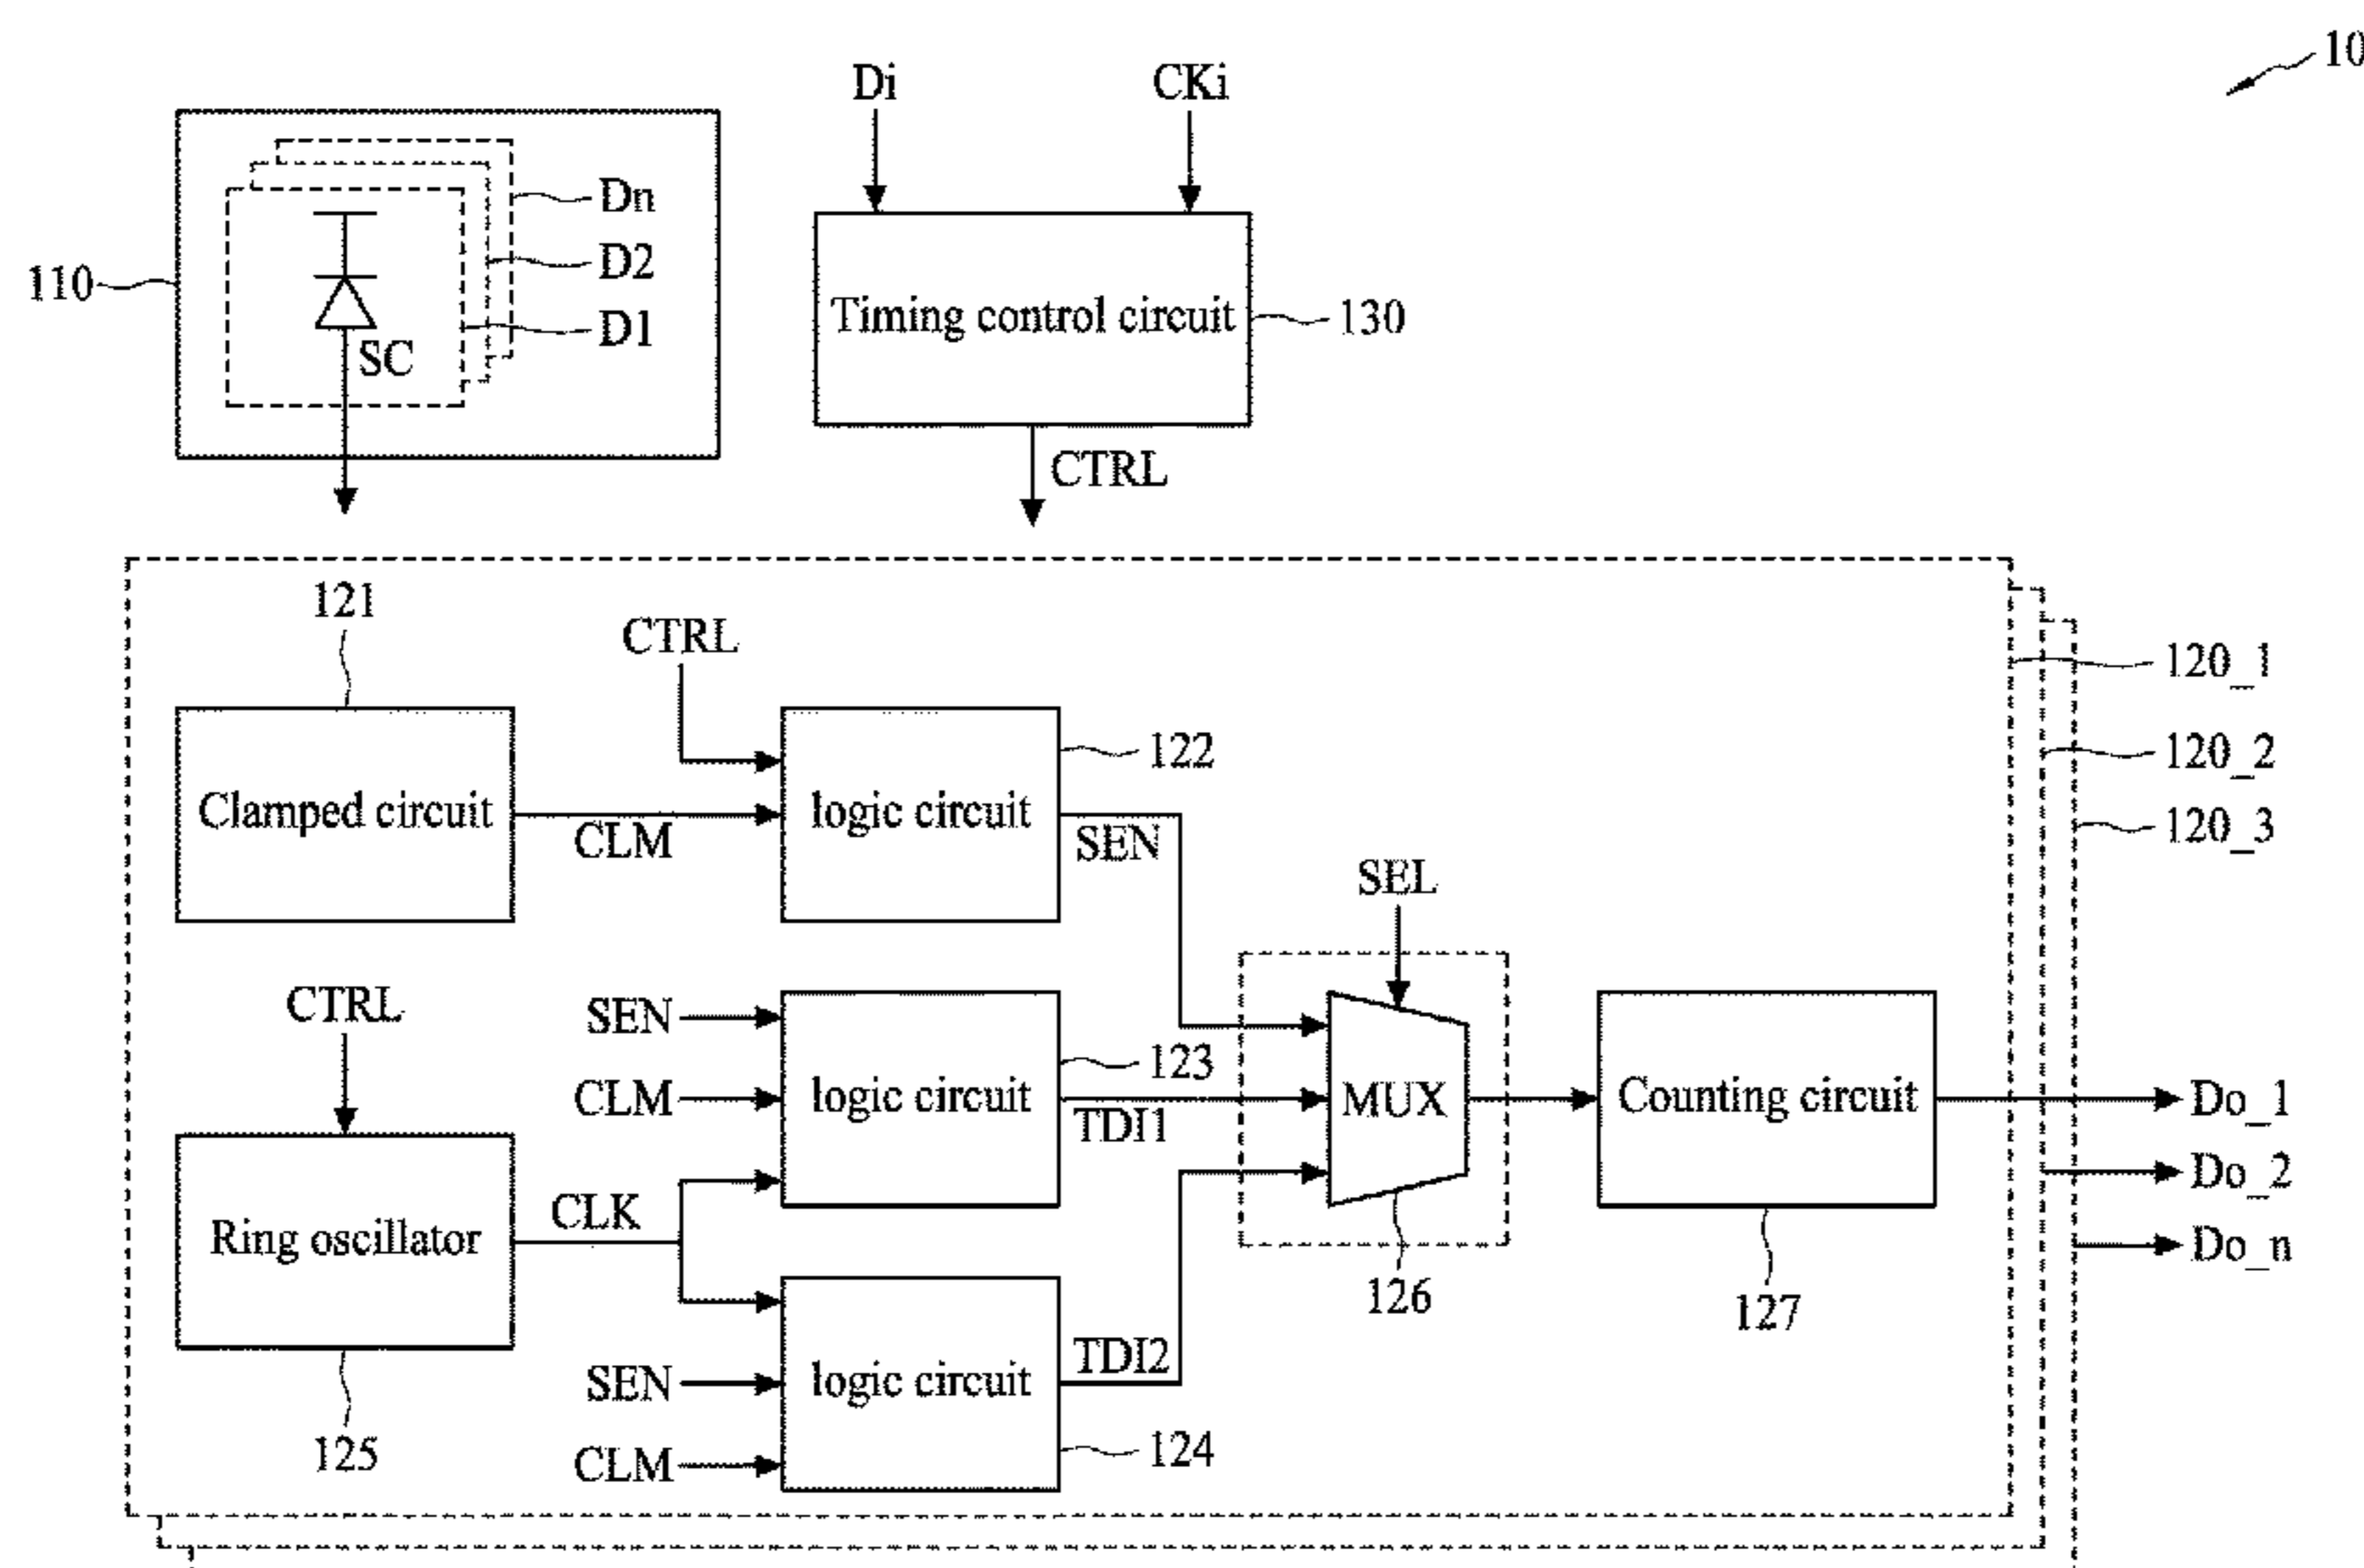 10
Di
CKi
110
Dn
D2
D1
SC
Timing control circuit
130
CTRL
121
CTRL
120_1
120_2
120_3
Clamped circuit
CLM
logic circuit
122
SEN
SEL
CTRL
SEN
CLM
logic circuit
123
TDI1
MUX
126
Counting circuit
127
Do_1
Do_2
Do_n
Ring oscillator
125
CLK
SEN
CLM
logic circuit
124
TDI2